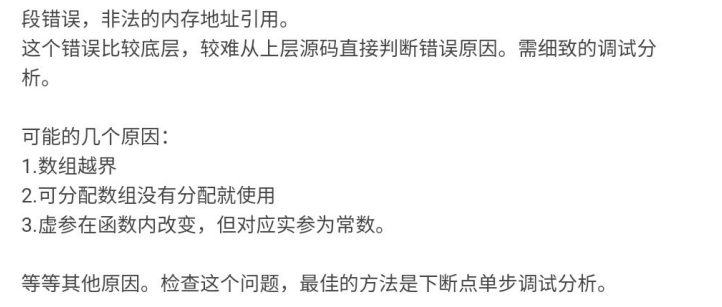 段错误，非法的内存地址引用。
这个错误比较底层，较难从上层源码直接判断错误原因。需细致的调试分
析。
可能的几个原因：
1.数组越界
2.可分配数组没有分配就使用
3.虚参在函数内改变，但对应实参为常数。
等等其他原因。检查这个问题，最佳的方法是下断点单步调试分析。